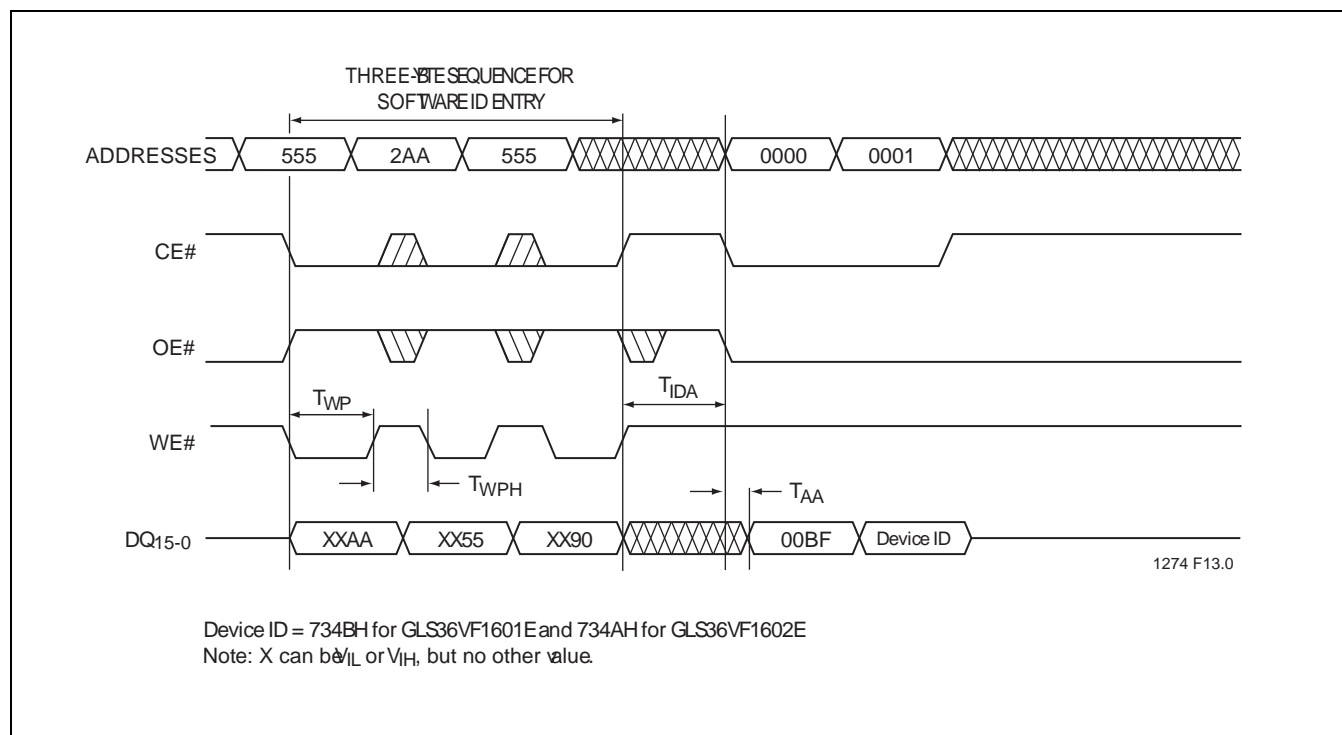 THREE-BYTE SEQUENCE FOR
SOFTWARE ID ENTRY
ADDRESSES 555 2AA 555 0000 0001
CE#
OE#
TWP TIDA
WE#
TWPH TAA
DQ15-0 XXAA XX55 XX90 00BF Device ID
1274 F13.0
Device ID = 734BH for GLS36VF1601E and 734AH for GLS36VF1602E
Note: X can be VIL or VIH, but no other value.